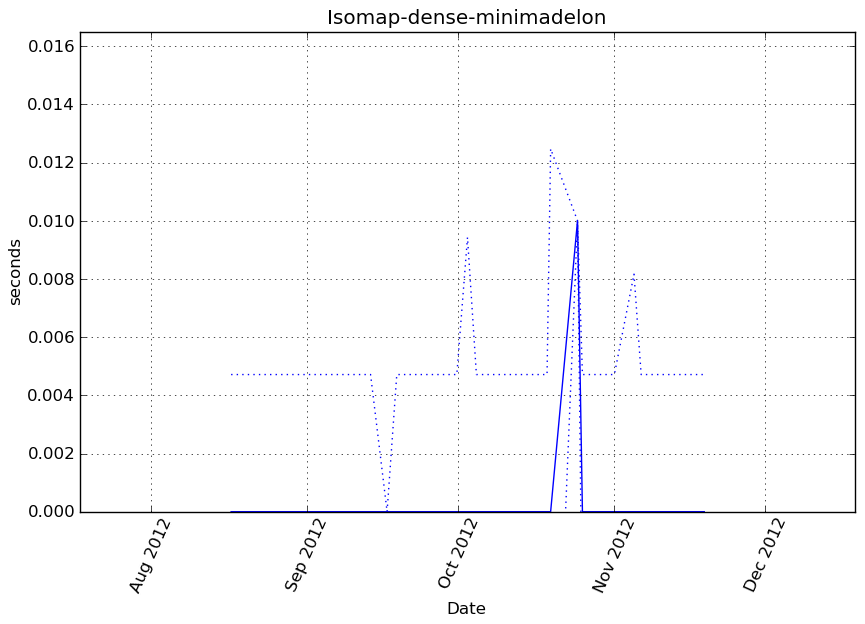 Isomap-dense-minimadelon
0.016
0.014
0.012
0.010
0.008
0.006
0.004
0.002
0.000
seconds
Aug 2012
Sep 2012
Oct 2012
Nov 2012
Dec 2012
Date